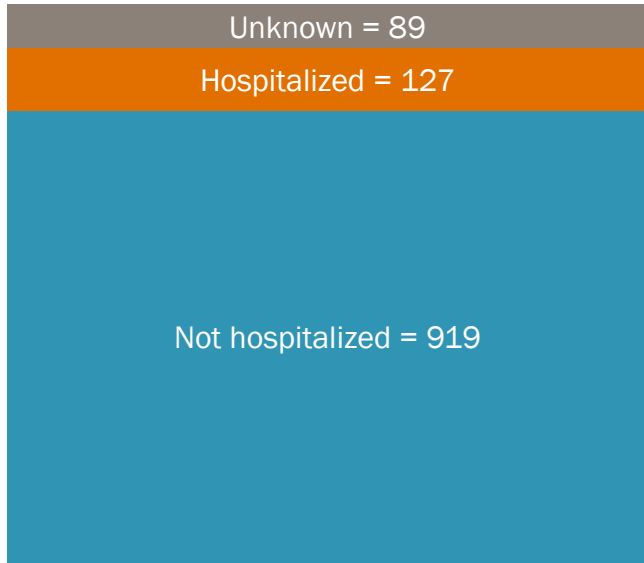 Unknown = 89
Hospitalized = 127
Not hospitalized = 919